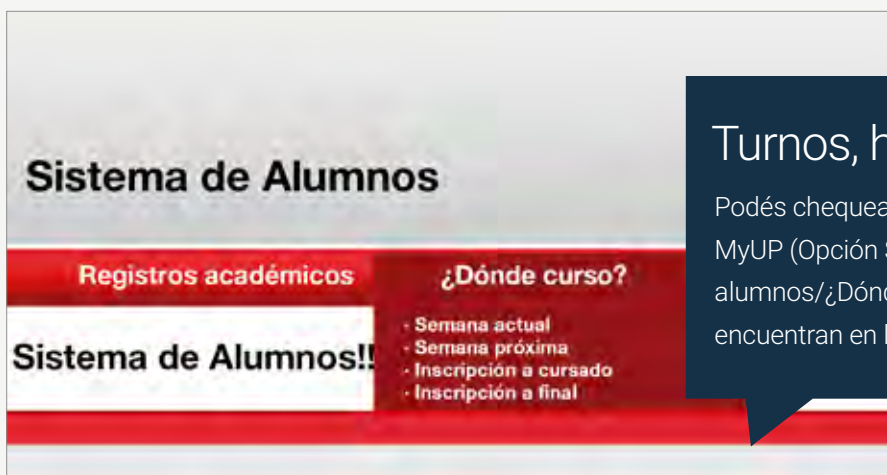 Sistema de Alumnos
Registros académicos
¿Dónde curso?
Sistema de Alumnos!!
· Semana actual
· Semana próxima
· Inscripción a cursado
· Inscripción a final
Turnos, h
Podés chequea
MyUP (Opción
alumnos/¿Dónd
encuentran en